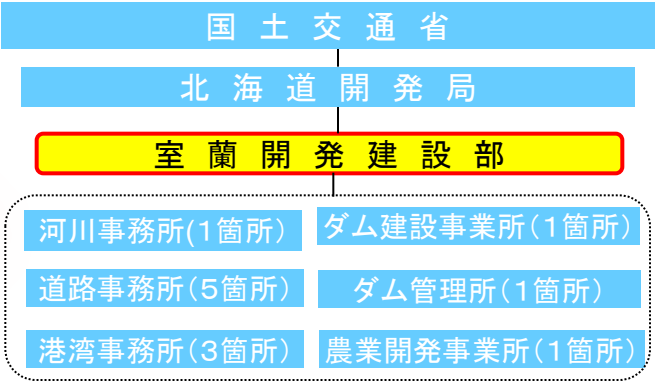 国土交通省
北海道開発局
室蘭開発建設部
河川事務所(１箇所）
ダム建設事業所（１箇所）
道路事務所（５箇所）
ダム管理所（１箇所）
港湾事務所（３箇所）
農業開発事業所（１箇所）